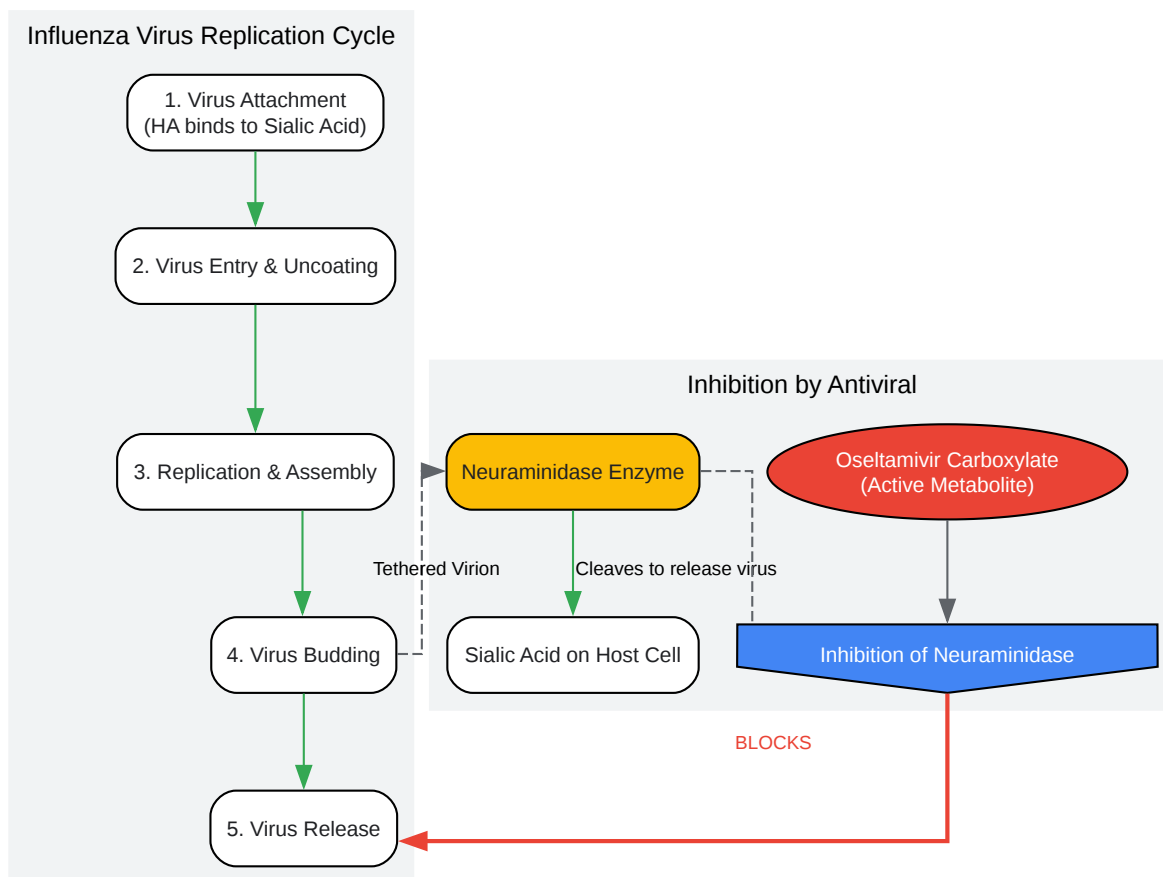 Influenza Virus Replication Cycle
1. Virus Attachment
(HA binds to Sialic Acid)
2. Virus Entry & Uncoating
3. Replication & Assembly
4. Virus Budding
5. Virus Release
Tethered Virion
Inhibition by Antiviral
Neuraminidase Enzyme
Oseltamivir Carboxylate
(Active Metabolite)
Cleaves to release virus
Sialic Acid on Host Cell
Inhibition of Neuraminidase
BLOCKS